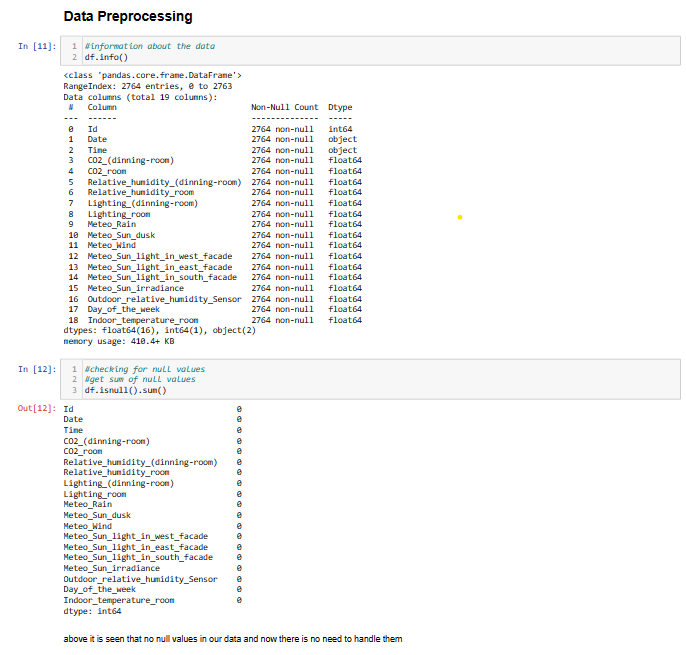 Data Preprocessing
In [11]: 1 #information about the data
2 df.info()
<class 'pandas.core.frame.DataFrame'>
RangeIndex: 2764 entries, 0 to 2763
Data columns (total 19 columns):
# Column Non-Null Count Dtype
--- ------ -------------- -----
0 Id 2764 non-null int64
1 Date 2764 non-null object
2 Time 2764 non-null object
3 CO2_(dinning-room) 2764 non-null float64
4 CO2_room 2764 non-null float64
5 Relative_humidity_(dinning-room) 2764 non-null float64
6 Relative_humidity_room 2764 non-null float64
7 Lighting_(dinning-room) 2764 non-null float64
8 Lighting_room 2764 non-null float64
9 Meteo_Rain 2764 non-null float64
10 Meteo_Sun_dusk 2764 non-null float64
11 Meteo_Wind 2764 non-null float64
12 Meteo_Sun_light_in_west_facade 2764 non-null float64
13 Meteo_Sun_light_in_east_facade 2764 non-null float64
14 Meteo_Sun_light_in_south_facade 2764 non-null float64
15 Meteo_Sun_irradiance 2764 non-null float64
16 Outdoor_relative_humidity_Sensor 2764 non-null float64
17 Day_of_the_week 2764 non-null float64
18 Indoor_temperature_room 2764 non-null float64
dtypes: float64(16), int64(1), object(2)
memory usage: 410.4+ KB
In [12]: 1 #checking for null values
2 #get sum of null values
3 df.isnull().sum()
Out[12]: Id 0
Date 0
Time 0
CO2_(dinning-room) 0
CO2_room 0
Relative_humidity_(dinning-room) 0
Relative_humidity_room 0
Lighting_(dinning-room) 0
Lighting_room 0
Meteo_Rain 0
Meteo_Sun_dusk 0
Meteo_Wind 0
Meteo_Sun_light_in_west_facade 0
Meteo_Sun_light_in_east_facade 0
Meteo_Sun_light_in_south_facade 0
Meteo_Sun_irradiance 0
Outdoor_relative_humidity_Sensor 0
Day_of_the_week 0
Indoor_temperature_room 0
dtype: int64
above it is seen that no null values in our data and now there is no need to handle them